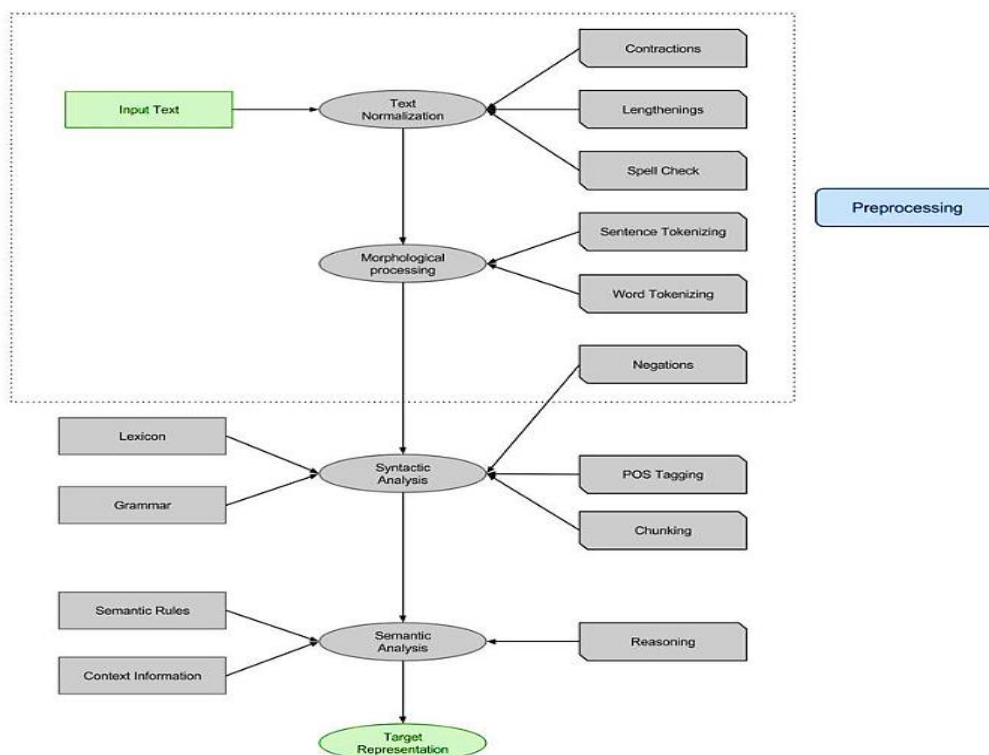 Contractions
Input Text
Text
Normalization
Lengthenings
Spell Check
Preprocessing
Sentence Tokenizing
Morphological
processing
Word Tokenizing
Negations
Lexicon
Syntactic
Analysis
POS Tagging
Grammar
Chunking
Semantic Rules
Semantic
Analysis
Reasoning
Context Information
Target
Representation